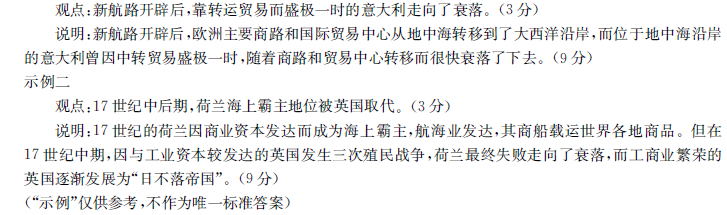 观点:新航路开辟后,靠转运贸易而盛极一时的意大利走向了衰落。(3分)
说明:新航路开辟后,欧洲主要商路和国际贸易中心从地中海转移到了大西洋沿岸,而位于地中海沿岸
的意大利曾因中转贸易盛极一时,随着商路和贸易中心转移而很快衰落了下去。(9分)
示例二
观点:17世纪中后期,荷兰海上霸主地位被英国取代。(3分)
说明:17世纪的荷兰因商业资本发达而成为海上霸主,航海业发达,其商船载运世界各地商品。但在
17世纪中期,因与工业资本较发达的英国发生三次殖民战争,荷兰最终失败走向了衰落,而工商业繁荣的
英国逐渐发展为“日不落帝国”。(9分)
(“示例”仅供参考,不作为唯一标准答案)